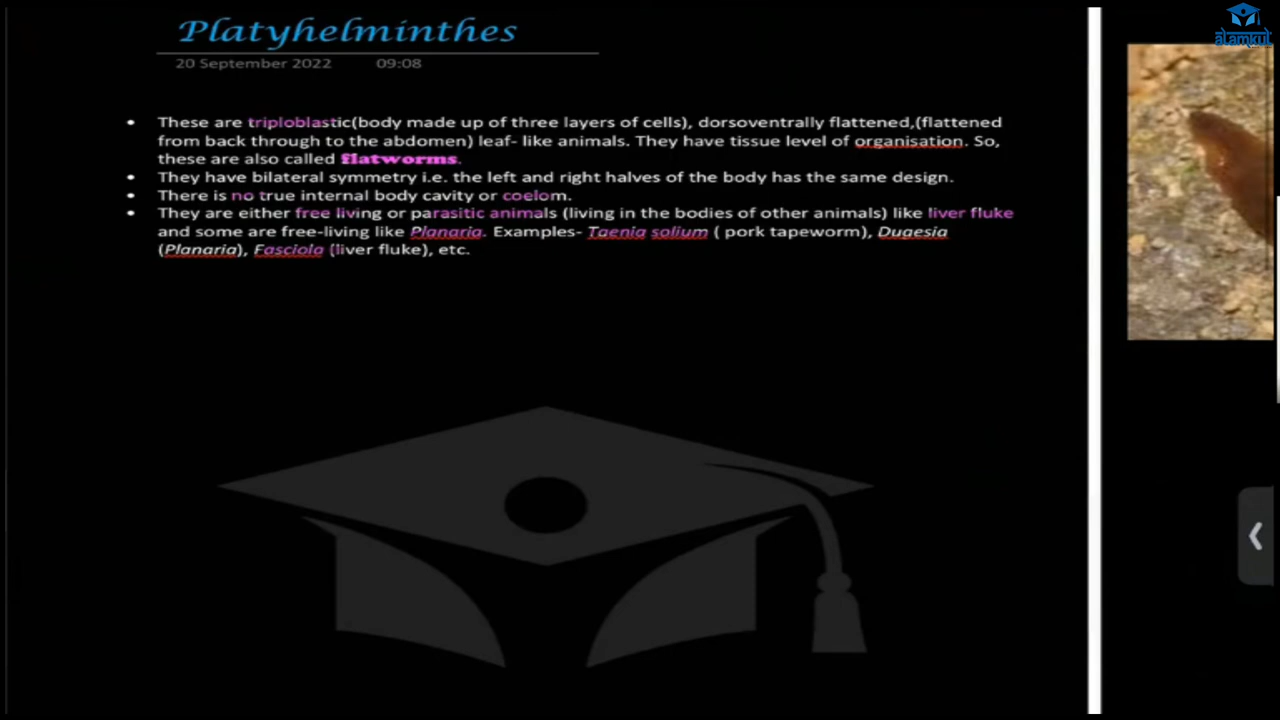 Platyhelminthes
20 September 2022 09:08
• These are triploblastic(body made up of three layers of cells), dorsoventrally flattened,(flattened
from back through to the abdomen) leaf- like animals. They have tissue level of organisation. So,
these are also called flatworms.
• They have bilateral symmetry i.e. the left and right halves of the body has the same design.
• There is no true internal body cavity or coelom.
• They are either free living or parasitic animals (living in the bodies of other animals) like liver fluke
and some are free-living like Planaria. Examples- Taenia solium ( pork tapeworm), Dugesia
(Planaria), Fasciola (liver fluke), etc.
alamkul